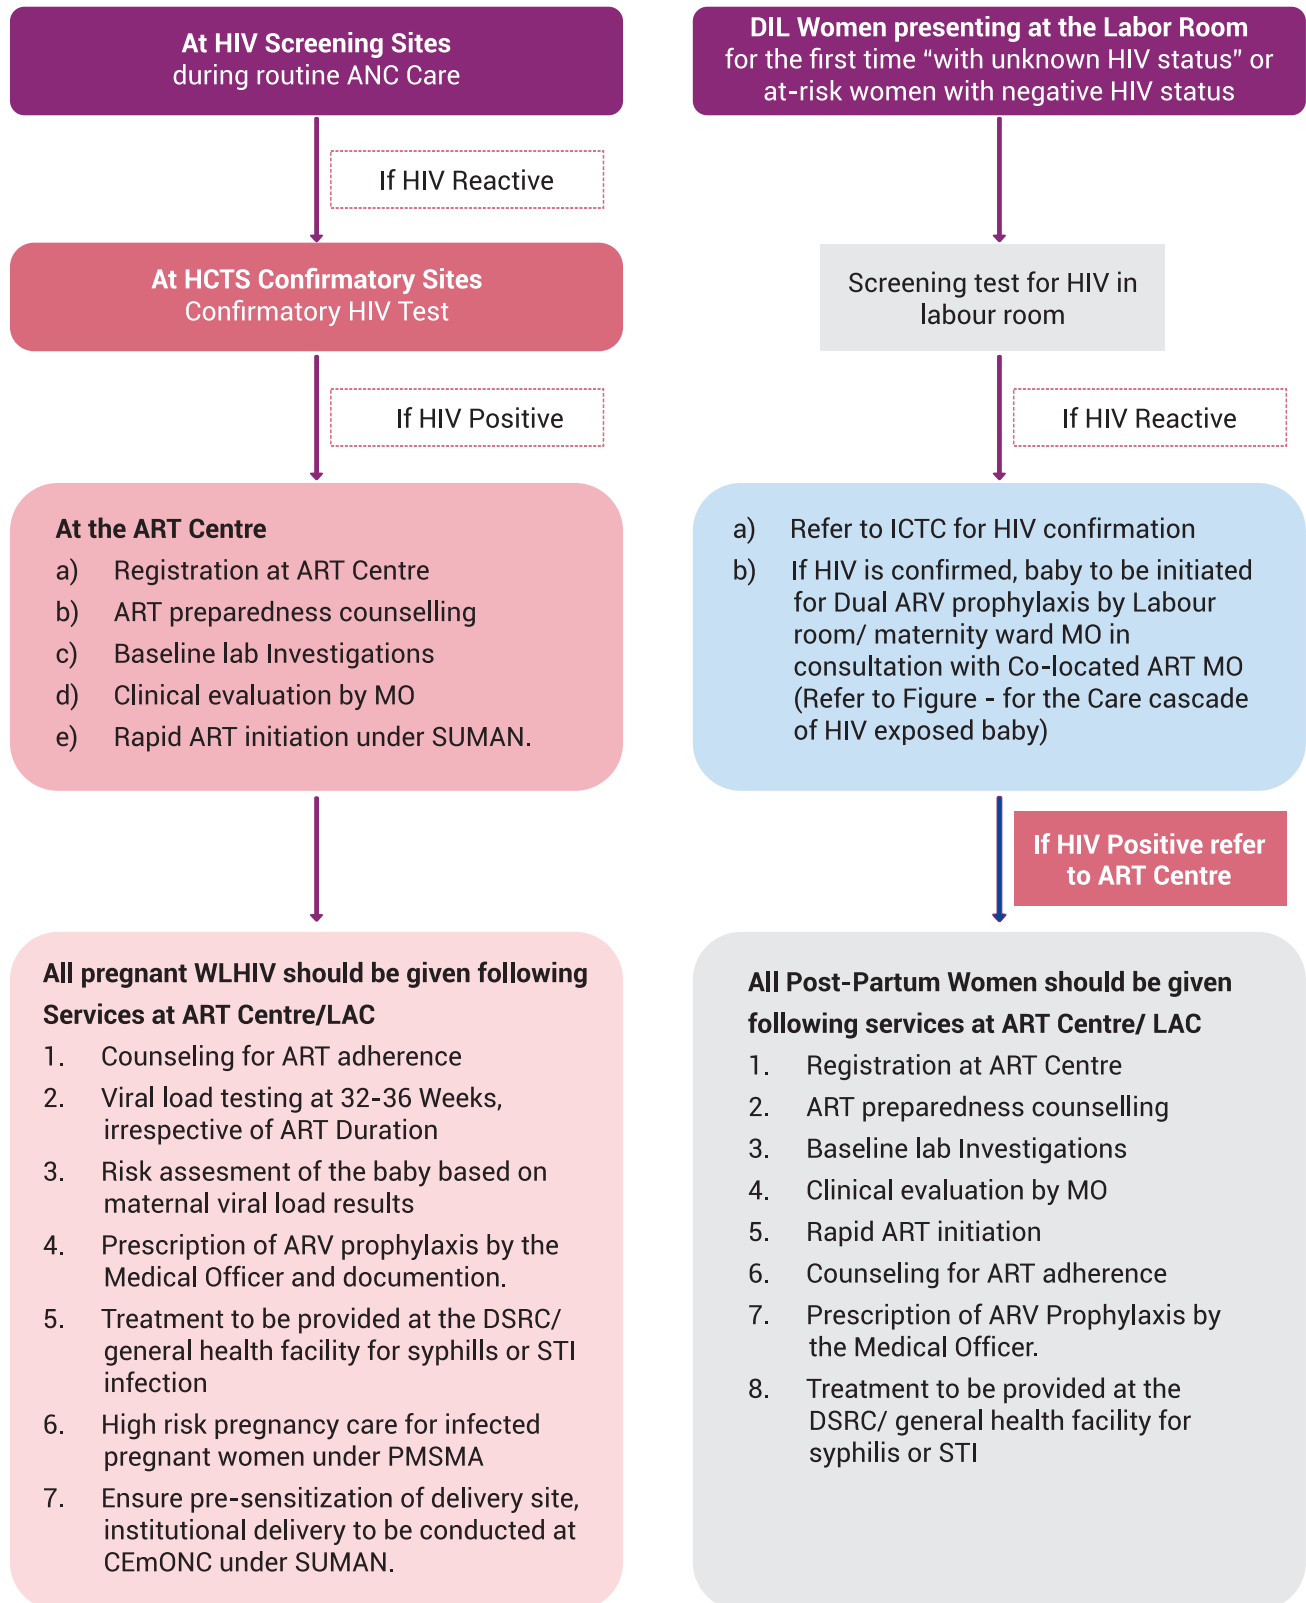 At HIV Screening Sites
during routine ANC Care
If HIV Reactive
At HCTS Confirmatory Sites
Confirmatory HIV Test
If HIV Positive
At the ART Centre
a) Registration at ART Centre
b) ART preparedness counselling
c) Baseline lab Investigations
d) Clinical evaluation by MO
e) Rapid ART initiation under SUMAN.
All pregnant WLHIV should be given following
Services at ART Centre/LAC
1. Counseling for ART adherence
2. Viral load testing at 32-36 Weeks,
irrespective of ART Duration
3. Risk assesment of the baby based on
maternal viral load results
4. Prescription of ARV prophylaxis by the
Medical Officer and documention.
5. Treatment to be provided at the DSRC/
general health facility for syphills or STI
infection
6. High risk pregnancy care for infected
pregnant women under PMSMA
7. Ensure pre-sensitization of delivery site,
institutional delivery to be conducted at
CEmONC under SUMAN.
DIL Women presenting at the Labor Room
for the first time “with unknown HIV status” or
at-risk women with negative HIV status
Screening test for HIV in
labour room
If HIV Reactive
a) Refer to ICTC for HIV confirmation
b) If HIV is confirmed, baby to be initiated
for Dual ARV prophylaxis by Labour
room/ maternity ward MO in
consultation with Co-located ART MO
(Refer to Figure - for the Care cascade
of HIV exposed baby)
If HIV Positive refer
to ART Centre
All Post-Partum Women should be given
following services at ART Centre/ LAC
1. Registration at ART Centre
2. ART preparedness counselling
3. Baseline lab Investigations
4. Clinical evaluation by MO
5. Rapid ART initiation
6. Counseling for ART adherence
7. Prescription of ARV Prophylaxis by
the Medical Officer.
8. Treatment to be provided at the
DSRC/ general health facility for
syphilis or STI